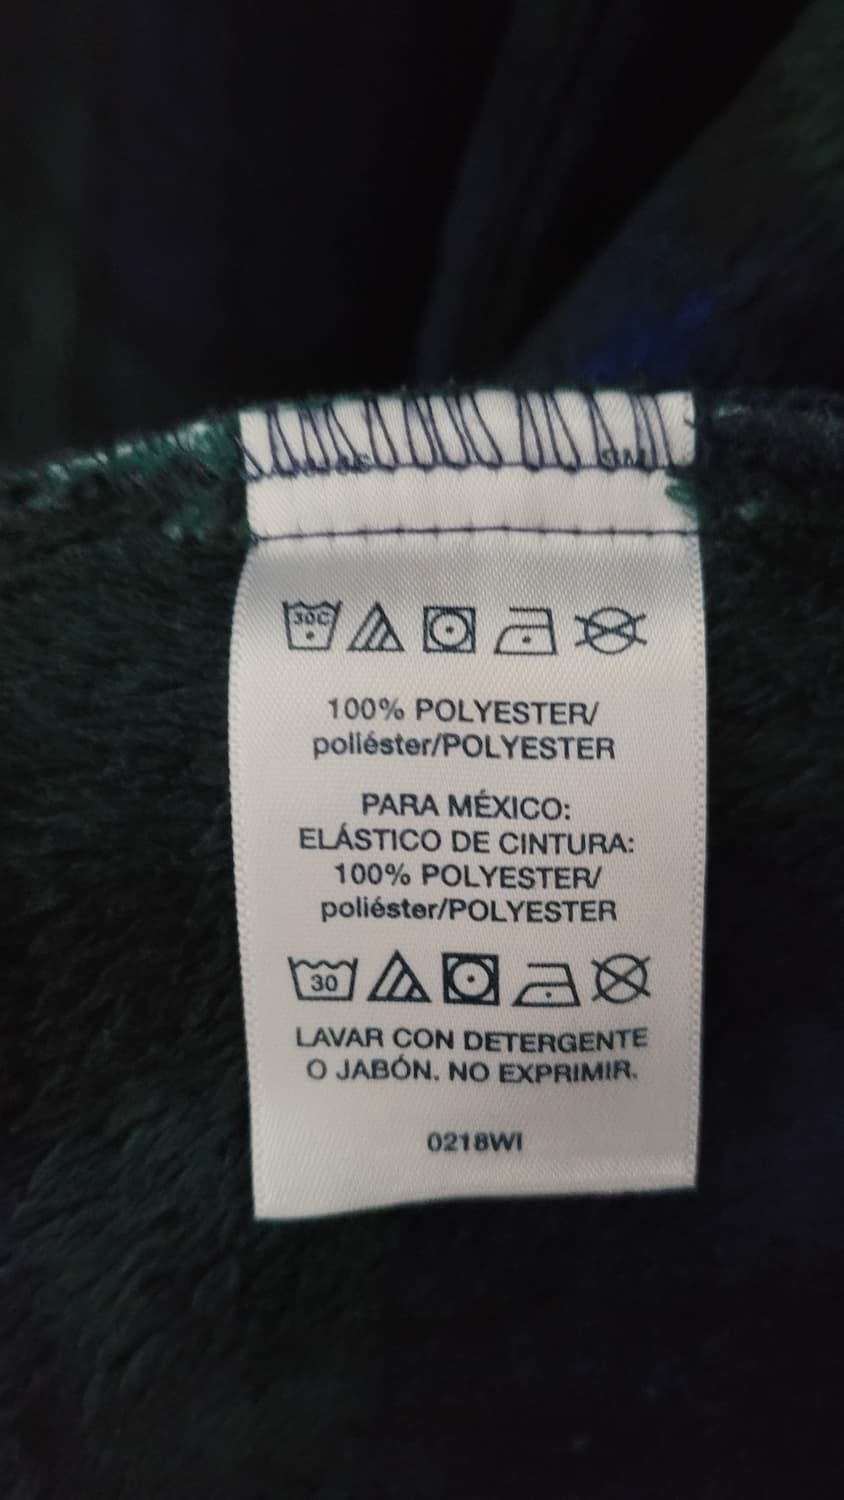 30C
100% POLYESTER/
poliéster/POLYESTER
PARA MÉXICO:
ELÁSTICO DE CINTURA:
100% POLYESTER/
poliéster/POLYESTER
30
LAVAR CON DETERGENTE
O JABÓN. NO EXPRIMIR.
0218WI